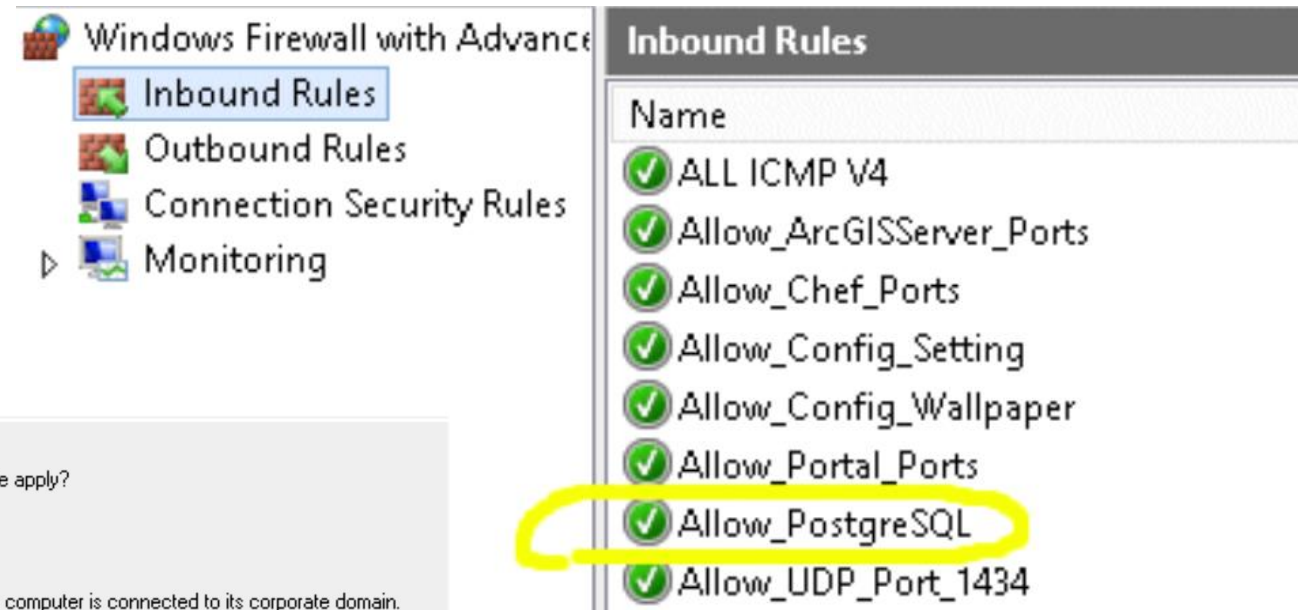 Windows Firewall with Advance
Inbound Rules
Outbound Rules
Connection Security Rules
Monitoring
Inbound Rules
Name
ALL ICMP V4
Allow_ArcGISServer_Ports
Allow_Chef_Ports
Allow_Config_Setting
Allow_Config_Wallpaper
Allow_Portal_Ports
Allow_PostgreSQL
Allow_UDP_Port_1434
e apply?
computer is connected to its corporate domain.